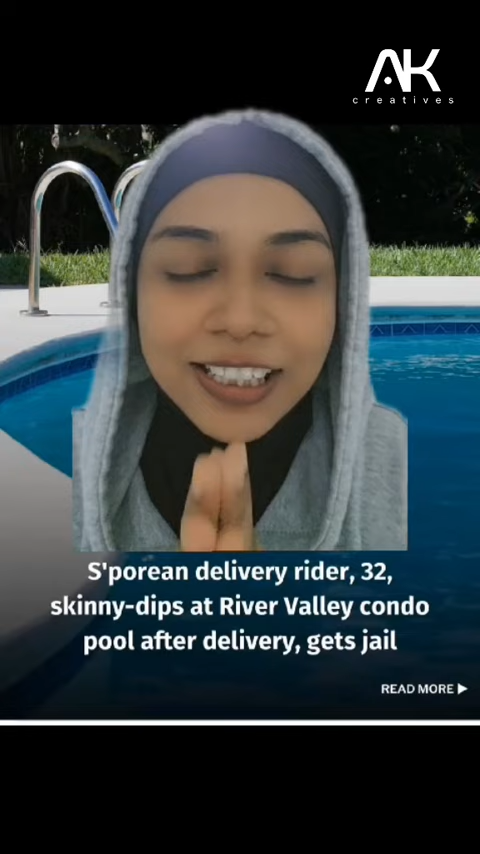 AK
creatives
S'porean delivery rider, 32,
skinny-dips at River Valley condo
pool after delivery, gets jail
READ MORE ▶